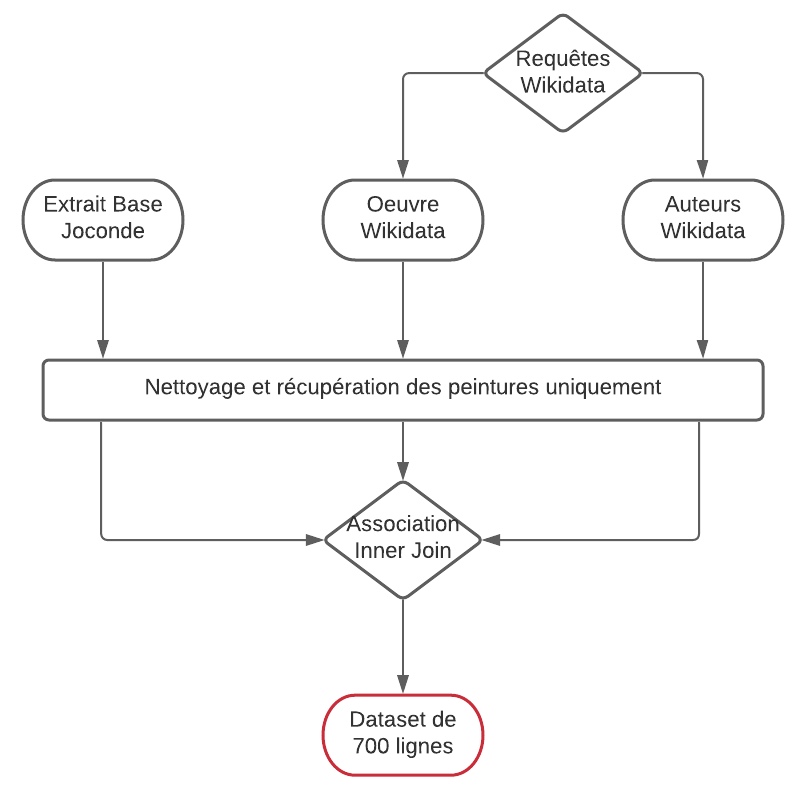 Requêtes
Wikidata
Extrait Base
Joconde
Oeuvre
Wikidata
Auteurs
Wikidata
Nettoyage et récupération des peintures uniquement
Association
Inner Join
Dataset de
700 lignes